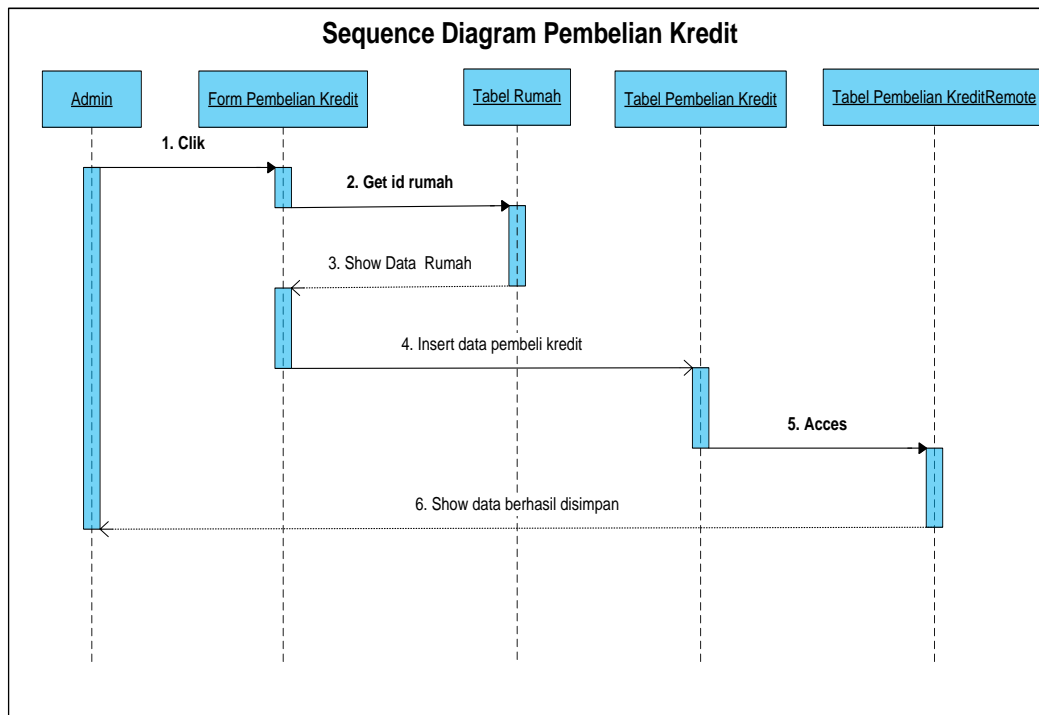 Sequence Diagram Pembelian Kredit
Admin
Form Pembelian Kredit
Tabel Rumah
Tabel Pembelian Kredit
Tabel Pembelian KreditRemote
1. Clik
2. Get id rumah
3. Show Data  Rumah
4. Insert data pembeli kredit
5. Acces
6. Show data berhasil disimpan